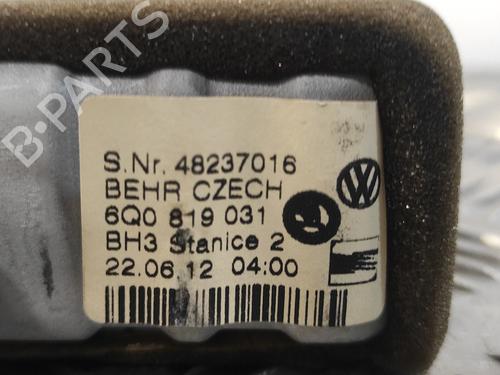 B-PARTS
S.Nr. 48237016
BEHR CZECH
6Q0 819 031
BH3 Stanice 2
22.06.12 04:00